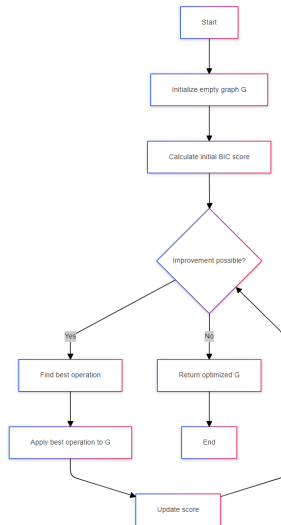 Start
Initialize empty graph G
Calculate initial BIC score
Improvement possible?
Yes
No
Find best operation
Return optimized G
Apply best operation to G
End
Update score